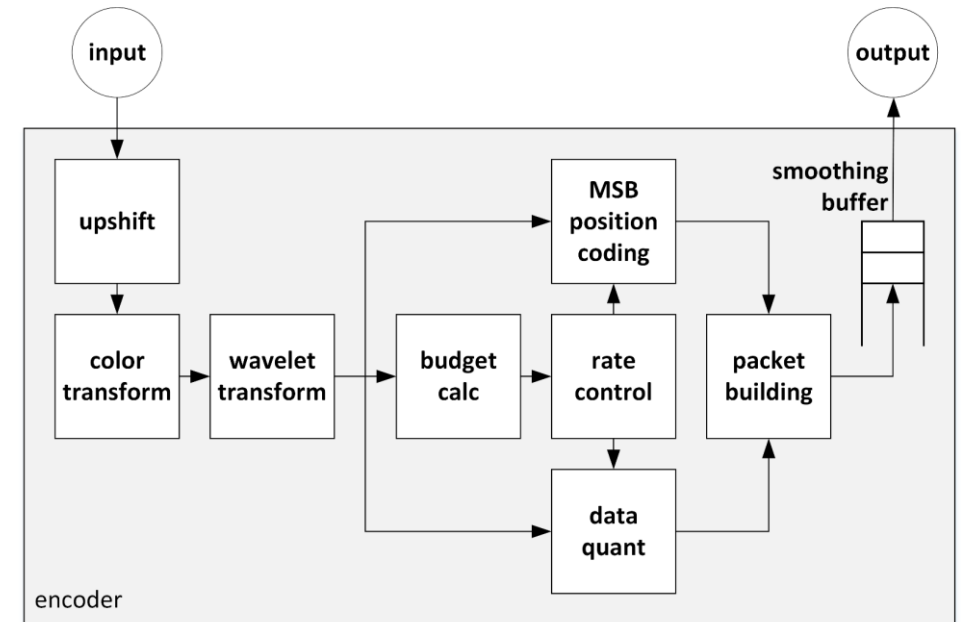 input
output
upshift
MSB
position
coding
smoothing
buffer
color
transform
wavelet
transform
budget
calc
rate
control
packet
building
data
quant
encoder